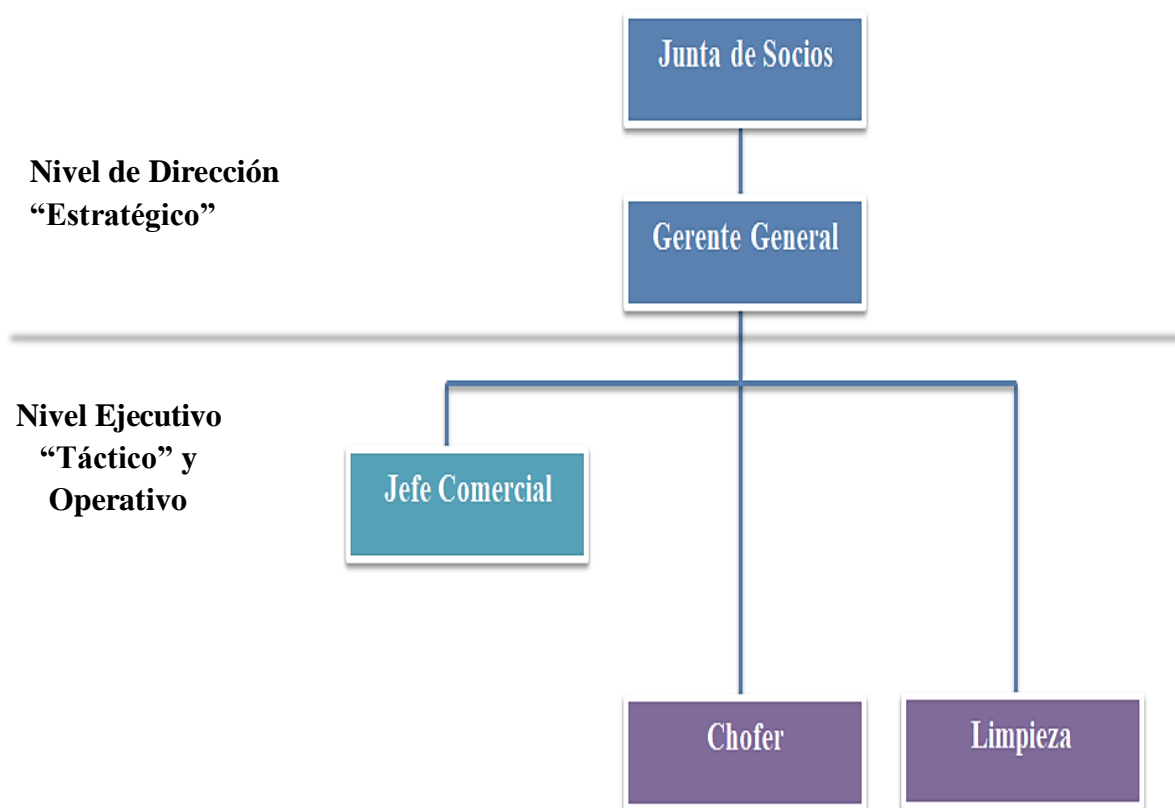 Junta de Socios
Nivel de Dirección
“Estratégico”
Gerente General
Nivel Ejecutivo
“Táctico” y
Operativo
Jefe Comercial
Chofer
Limpieza